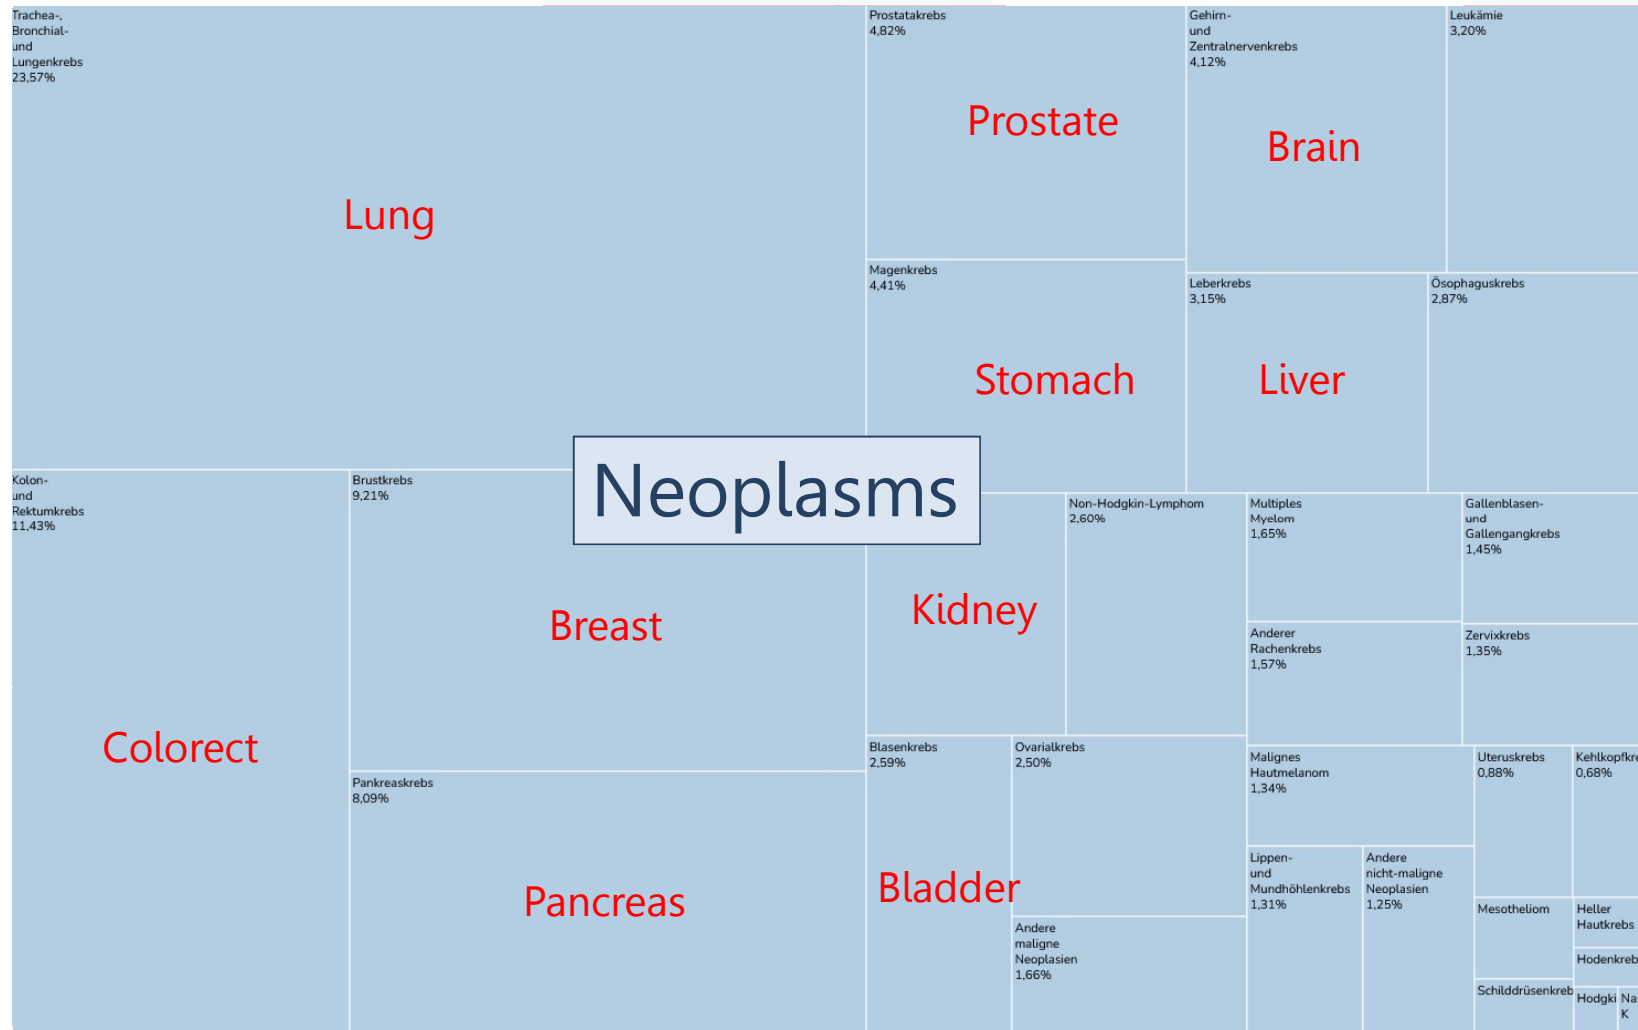 Trachea-,
Bronchial-
und
Lungenkrebs
23,57%
Lung
Prostatakrebs
4,82%
Prostate
Gehirn-
und
Zentralnervenkrebs
4,12%
Brain
Leukämie
3,20%
Magenkrebs
4,41%
Stomach
Leberkrebs
3,15%
Liver
Ösophaguskrebs
2,87%
Neoplasms
Kolon-
und
Rektumkrebs
11,43%
Colorect
Brustkrebs
9,21%
Breast
Pankreaskrebs
8,09%
Pancreas
Kidney
Non-Hodgkin-Lymphom
2,60%
Multiples
Myelom
1,65%
Gallenblasen-
und
Gallengangkrebs
1,45%
Anderer
Rachenkrebs
1,57%
Zervixkrebs
1,35%
Blasenkrebs
2,59%
Bladder
Ovarialkrebs
2,50%
Andere
maligne
Neoplasien
1,66%
Malignes
Hautmelanom
1,34%
Uteruskrebs
0,88%
Kehlkopfkre
0,68%
Lippen-
und
Mundhöhlenkrebs
1,31%
Andere
nicht-maligne
Neoplasien
1,25%
Mesotheliom
Heller
Hautkrebs
Hodenkreb
Schilddrüsenkreb
Hodgki
Na
K